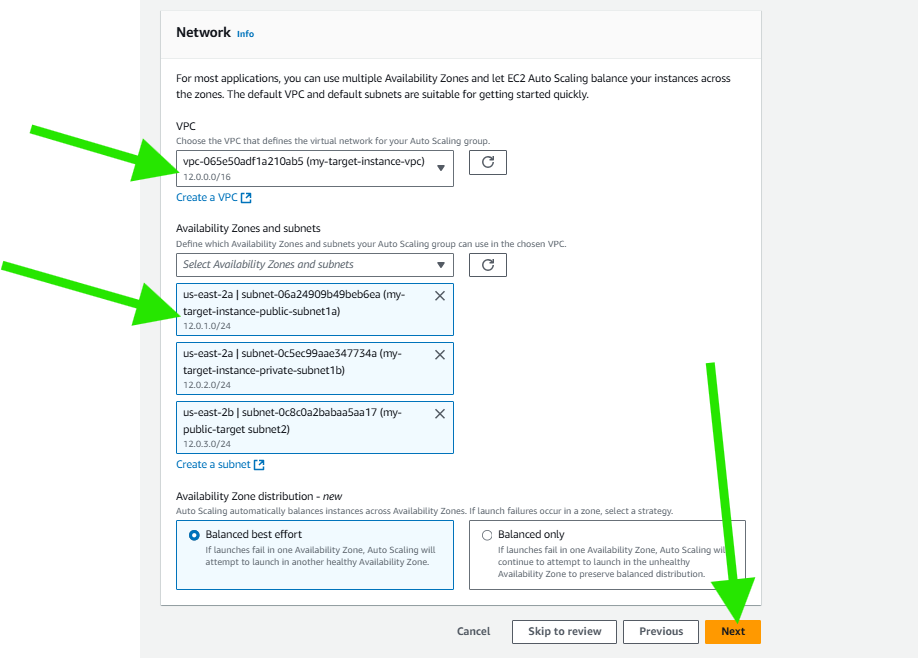 Network Info
For most applications, you can use multiple Availability Zones and let EC2 Auto Scaling balance your instances across
the zones. The default VPC and default subnets are suitable for getting started quickly.
VPC
Choose the VPC that defines the virtual network for your Auto Scaling group.
vpc-065e50adf1a210ab5 (my-target-instance-vpc)
12.0.0.0/16
Create a VPC
Availability Zones and subnets
Define which Availability Zones and subnets your Auto Scaling group can use in the chosen VPC.
Select Availability Zones and subnets
us-east-2a | subnet-06a24909b49beb6ea (my-
target-instance-public-subnet1a)
12.0.1.0/24
us-east-2a | subnet-0c5ec99aae347734a (my-
target-instance-private-subnet1b)
12.0.2.0/24
us-east-2b | subnet-0c8c0a2babaa5aa17 (my-
public-target subnet2)
12.0.3.0/24
Create a subnet
Availability Zone distribution - new
Auto Scaling automatically balances instances across Availability Zones. If launch failures occur in a zone, select a strategy.
Balanced best effort
If launches fail in one Availability Zone, Auto Scaling will
attempt to launch in another healthy Availability Zone.
Balanced only
If launches fail in one Availability Zone, Auto Scaling will
continue to attempt to launch in the unhealthy
Availability Zone to preserve balanced distribution.
Cancel
Skip to review
Previous
Next